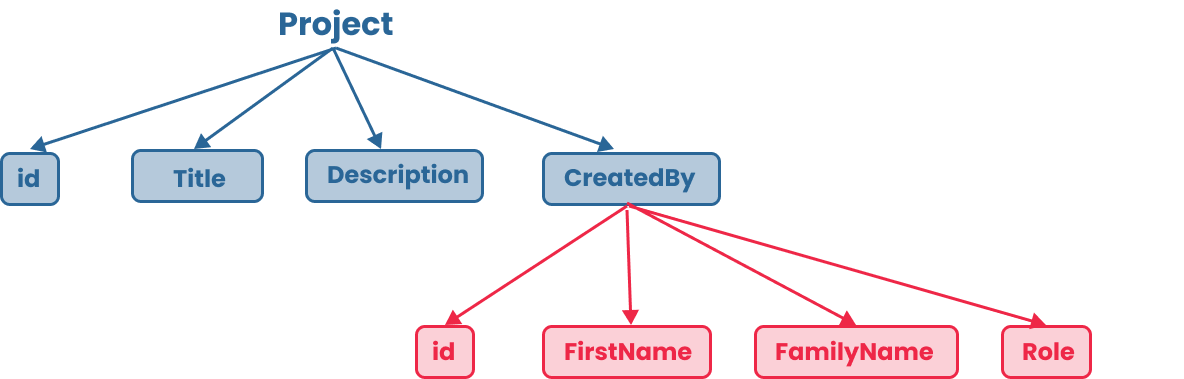 Project
id
Title
Description
CreatedBy
id
FirstName
FamilyName
Role